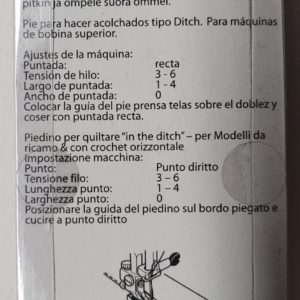 pitkin ja ompele suora ommel.
Pie para hacer acolchados tipo Ditch. Para máquinas
de bobina superior.
Ajustes de la máquina:
Puntada: recta
Tensión de hilo: 3 - 6
Largo de puntada: 1 - 4
Ancho de puntada: 0
Colocar la guía del pie prensa telas sobre el doblez y
coser con puntada recta.
Piedino per quiltare “in the ditch” – per Modelli da
ricamo & con crochet orizzontale
impostazione macchina:
Punto: Punto diritto
Tensione filo: 3 – 6
Lunghezza punto: 1 – 4
Larghezza punto: 0
Posizionare la guida del piedino sul bordo piegato e
cucire a punto diritto